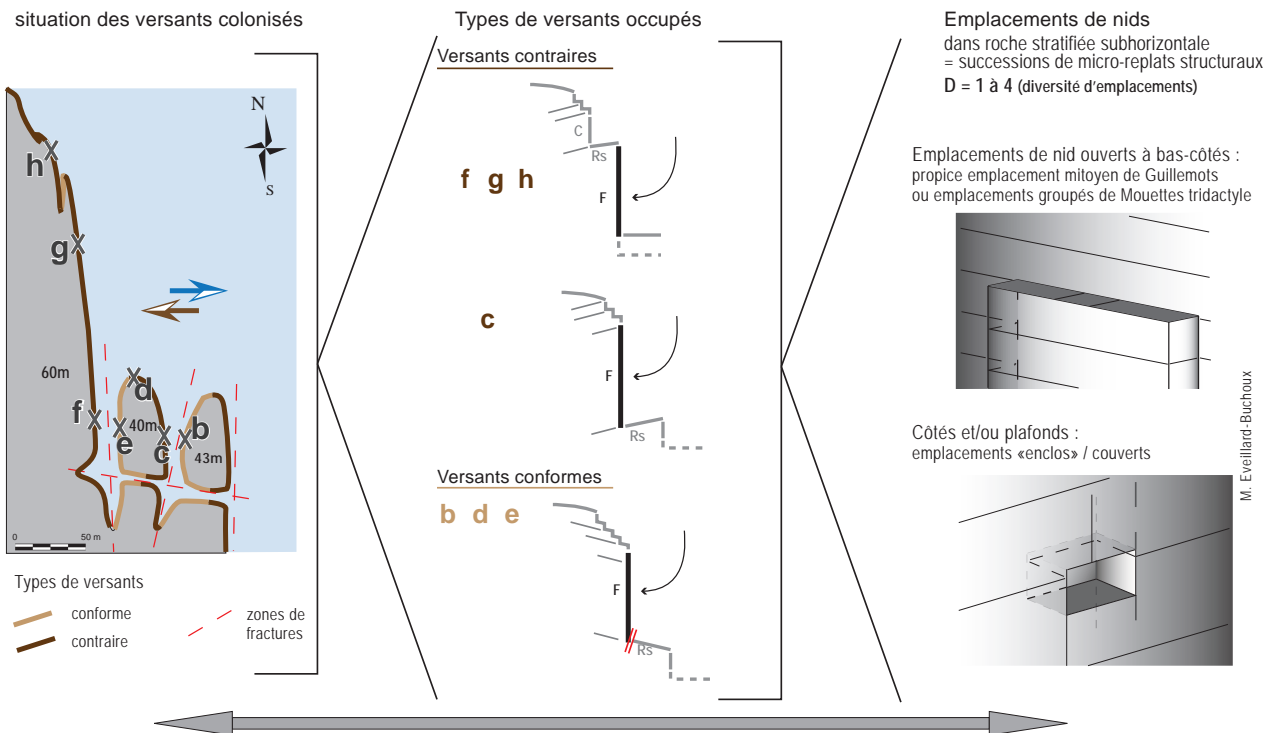 situation des versants colonisés
N
S
h
g
60m
f
d
40m
e
c
b
43m
0
50 m
Types de versants
conforme
contraire
zones de
fractures
Types de versants occupés
Versants contraires
C
Rs
f g h
F
c
F
Rs
Versants conformes
b d e
F
Rs
Emplacements de nids
dans roche stratifiée subhorizontale
= successions de micro-replats structuraux
D = 1 à 4 (diversité d'emplacements)
Emplacements de nid ouverts à bas-côtés :
propice emplacement mitoyen de Guillemots
ou emplacements groupés de Mouettes tridactyle
Côtés et/ou plafonds :
emplacements «enclos» / couverts
M. Eveillard-Buchoux